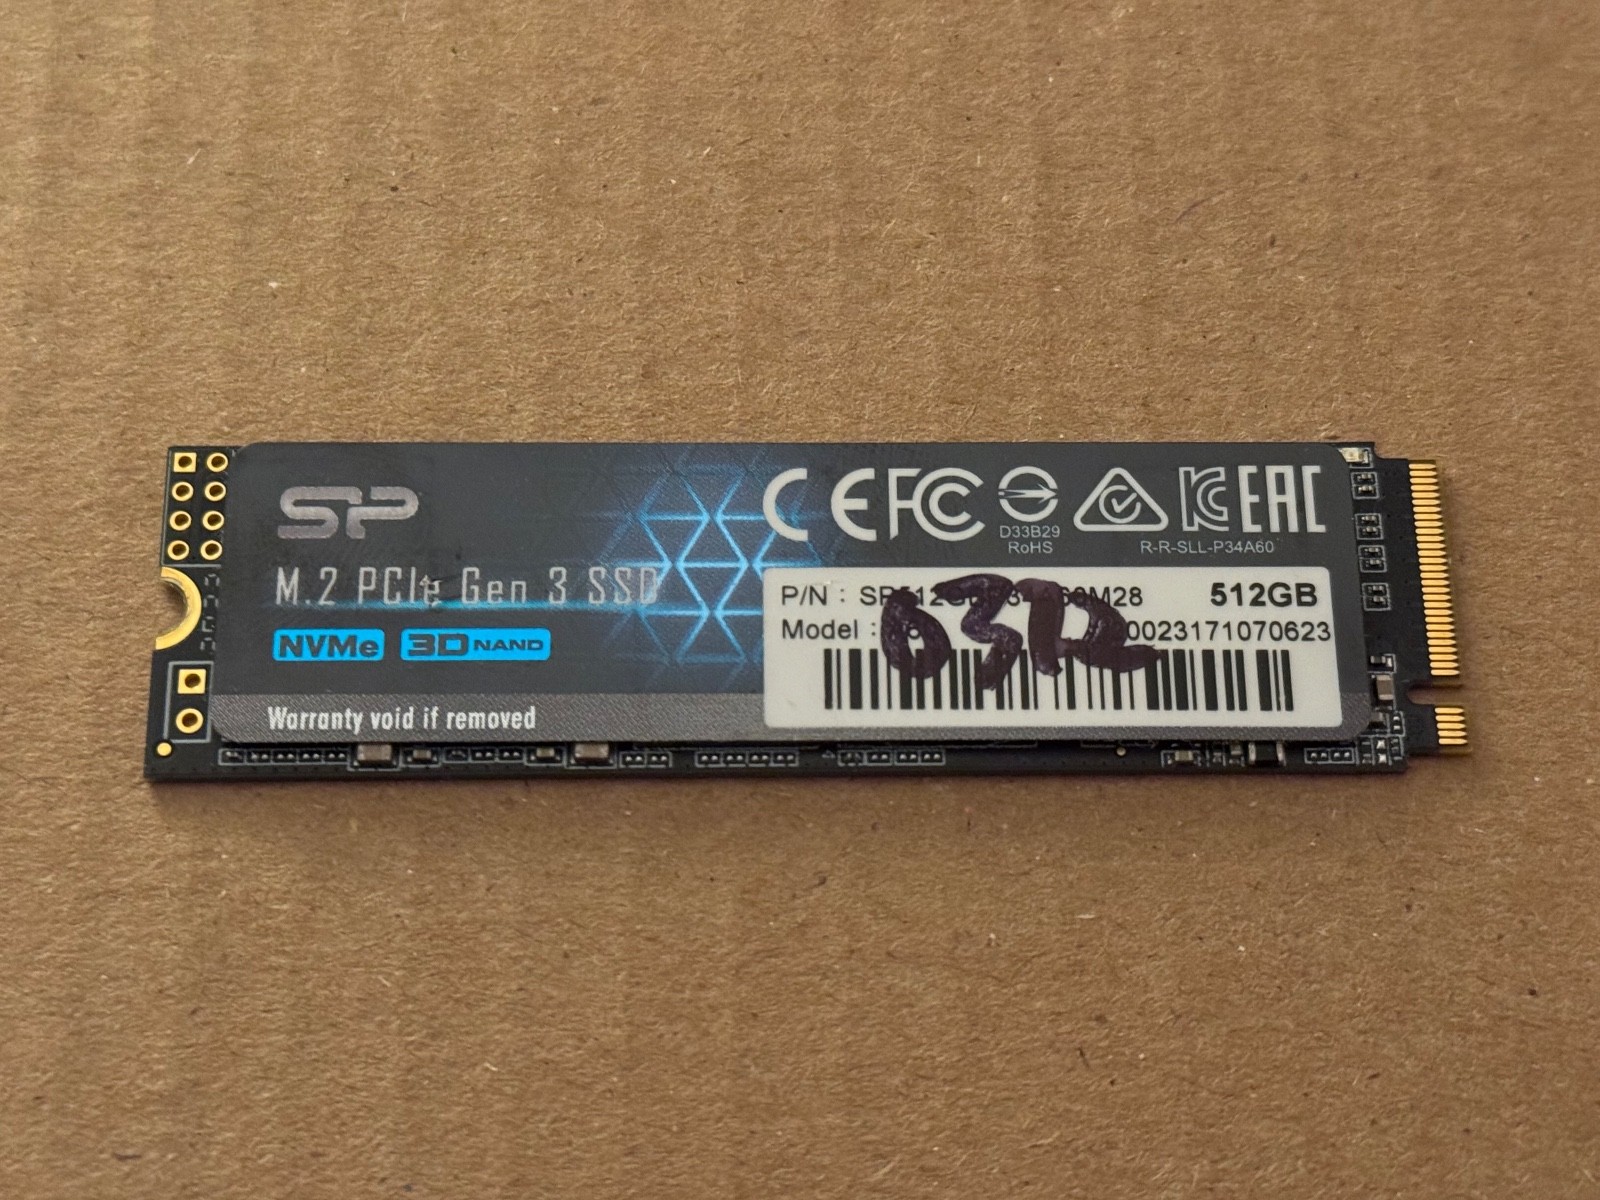 SP
M.2 PCIe Gen 3 SSD
NVMe 3D NAND
Warranty void if removed
CE FC
D33B29
RoHS
R-R-SLL-P34A60
KC EAC
P/N : 512GB
Model : 0023171070623